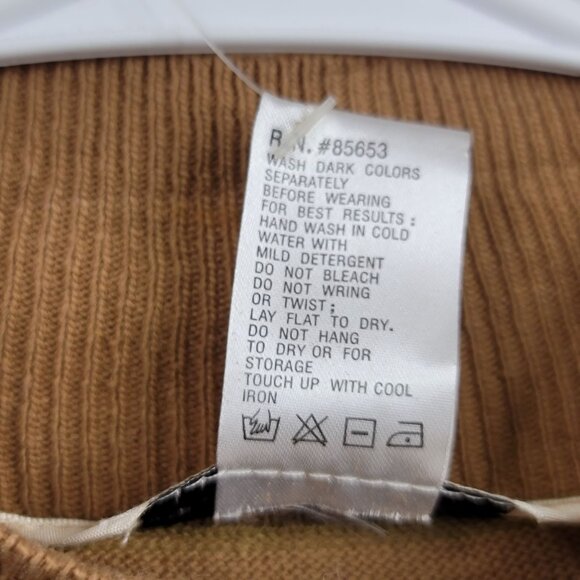 R.N. #85653
WASH DARK COLORS
SEPARATELY
BEFORE WEARING
FOR BEST RESULTS :
HAND WASH IN COLD
WATER WITH
MILD DETERGENT
DO NOT BLEACH
DO NOT WRING
OR TWIST;
LAY FLAT TO DRY.
DO NOT HANG
TO DRY OR FOR
STORAGE
TOUCH UP WITH COOL
IRON